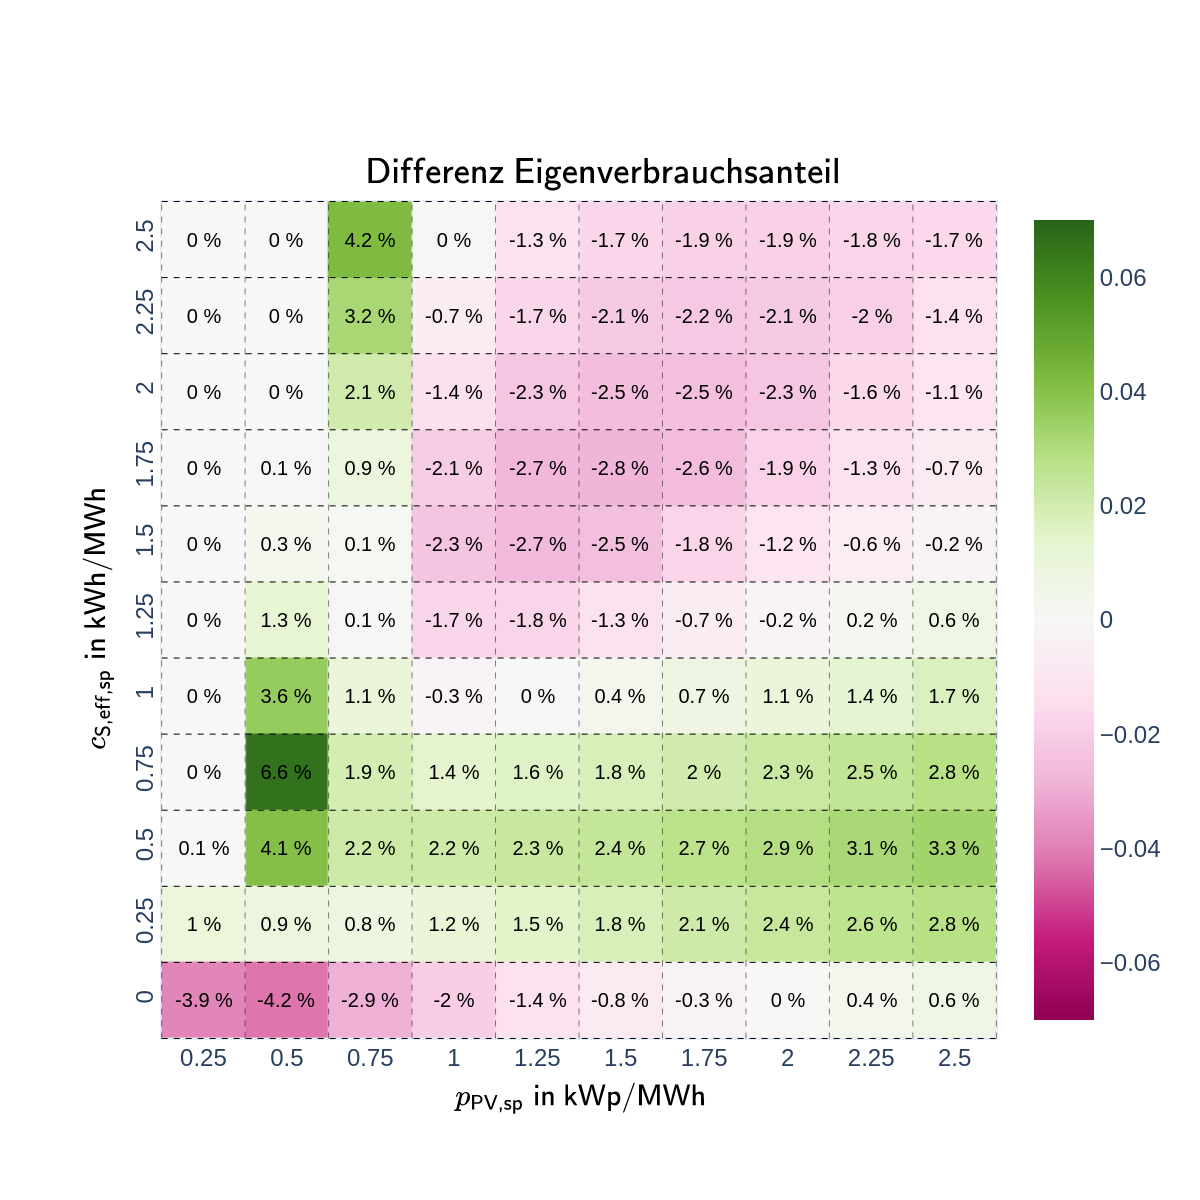 Differenz Eigenverbrauchsanteil
2.5 0 % 0 % 4.2 % 0 % -1.3 % -1.7 % -1.9 % -1.9 % -1.8 % -1.7 %
2.25 0 % 0 % 3.2 % -0.7 % -1.7 % -2.1 % -2.2 % -2.1 % -2 % -1.4 %
2 0 % 0 % 2.1 % -1.4 % -2.3 % -2.5 % -2.5 % -2.3 % -1.6 % -1.1 %
1.75 0 % 0.1 % 0.9 % -2.1 % -2.7 % -2.8 % -2.6 % -1.9 % -1.3 % -0.7 %
1.5 0 % 0.3 % 0.1 % -2.3 % -2.7 % -2.5 % -1.8 % -1.2 % -0.6 % -0.2 %
1.25 0 % 1.3 % 0.1 % -1.7 % -1.8 % -1.3 % -0.7 % -0.2 % 0.2 % 0.6 %
1 0 % 3.6 % 1.1 % -0.3 % 0 % 0.4 % 0.7 % 1.1 % 1.4 % 1.7 %
0.75 0 % 6.6 % 1.9 % 1.4 % 1.6 % 1.8 % 2 % 2.3 % 2.5 % 2.8 %
0.5 0.1 % 4.1 % 2.2 % 2.2 % 2.3 % 2.4 % 2.7 % 2.9 % 3.1 % 3.3 %
0.25 1 % 0.9 % 0.8 % 1.2 % 1.5 % 1.8 % 2.1 % 2.4 % 2.6 % 2.8 %
0 -3.9 % -4.2 % -2.9 % -2 % -1.4 % -0.8 % -0.3 % 0 % 0.4 % 0.6 %
0.25 0.5 0.75 1 1.25 1.5 1.75 2 2.25 2.5
p PV,sp in kWp/MWh
c S,eff,sp in kWh/MWh
0.06
0.04
0.02
0
−0.02
−0.04
−0.06